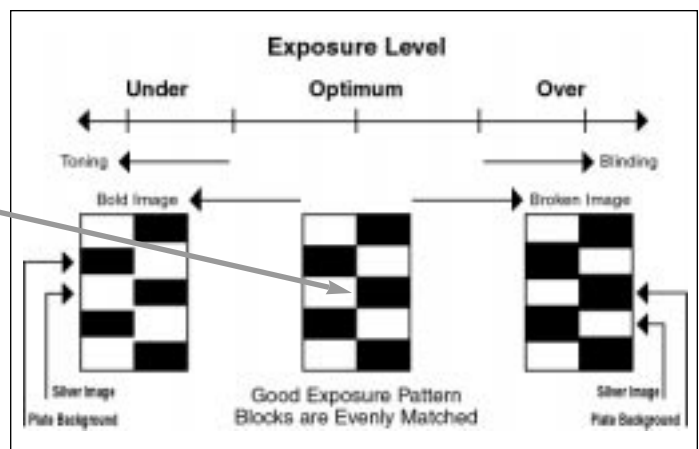 Exposure Level
Under Optimum Over
Toning Blinding
Bold Image Broken Image
Silver Image Silver Image
Plate Background Plate Background
Good Exposure Pattern
Blocks are Evenly Matched